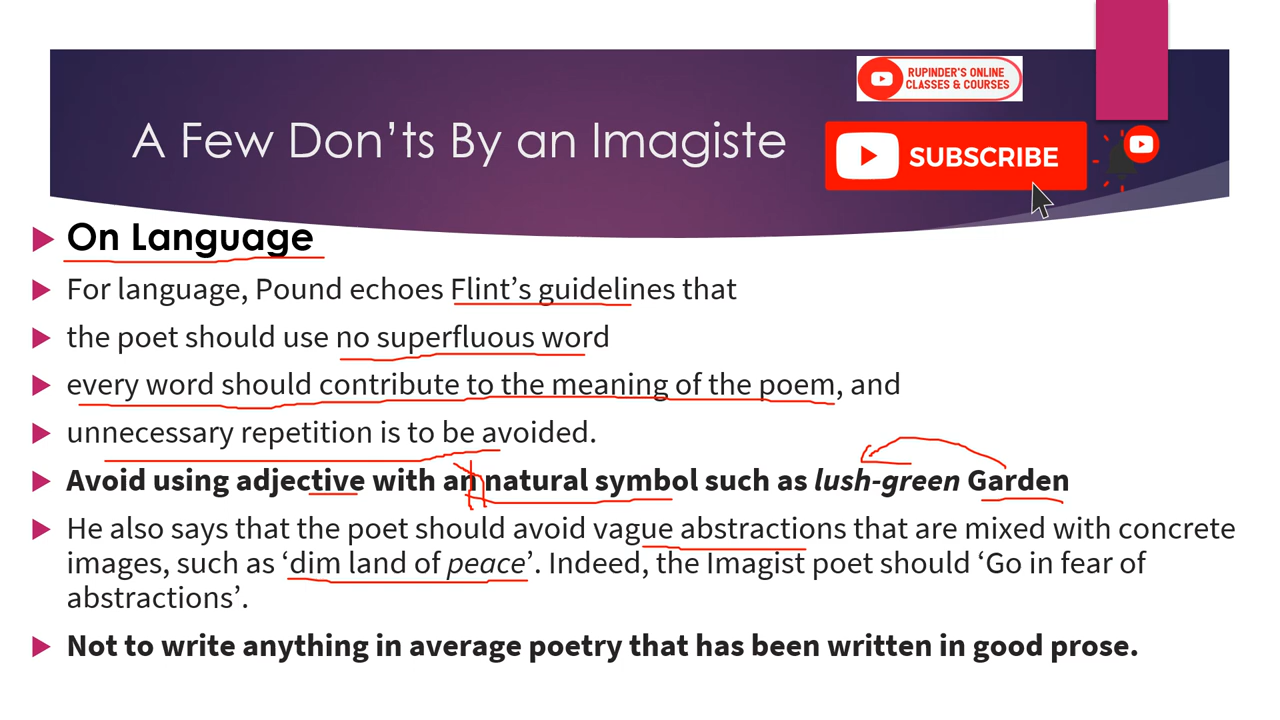 RUPINDER'S ONLINE
CLASSES & COURSES
A Few Don'ts By an Imagiste
SUBSCRIBE
On Language
For language, Pound echoes Flint's guidelines that
the poet should use no superfluous word
every word should contribute to the meaning of the poem, and
unnecessary repetition is to be avoided.
Avoid using adjective with an natural symbol such as lush-green Garden
He also says that the poet should avoid vague abstractions that are mixed with concrete
images, such as 'dim land of peace'. Indeed, the Imagist poet should 'Go in fear of
abstractions'.
Not to write anything in average poetry that has been written in good prose.